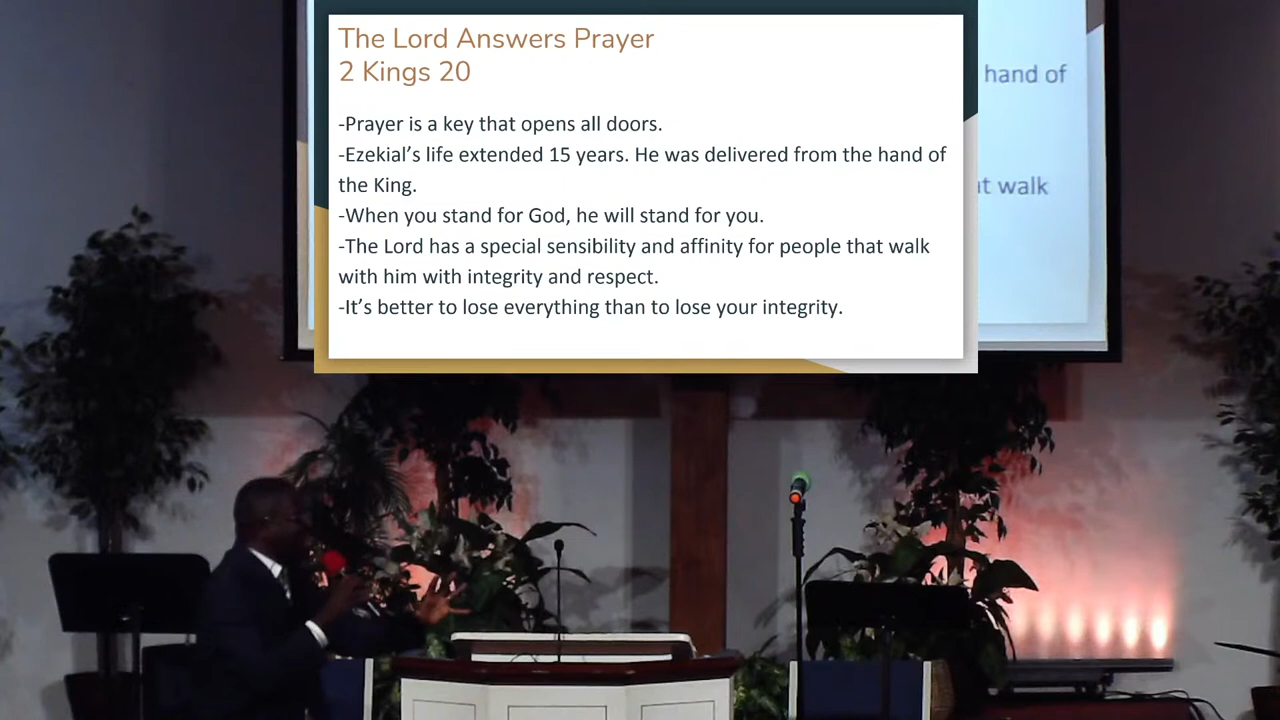 The Lord Answers Prayer
2 Kings 20
-Prayer is a key that opens all doors.
-Ezekial’s life extended 15 years. He was delivered from the hand of
the King.
-When you stand for God, he will stand for you.
-The Lord has a special sensibility and affinity for people that walk
with him with integrity and respect.
-It’s better to lose everything than to lose your integrity.
hand of
at walk